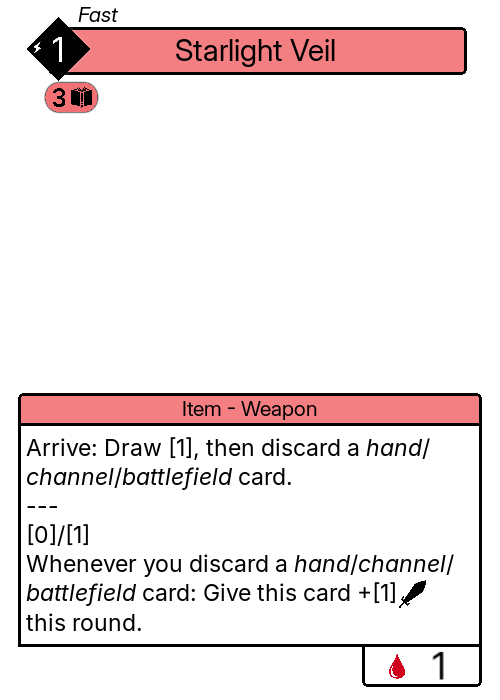 Fast
1 Starlight Veil
3
Item - Weapon
Arrive: Draw [1], then discard a hand/
channel/battlefield card.
---
[0]/[1]
Whenever you discard a hand/channel/
battlefield card: Give this card +[1]
this round.
1